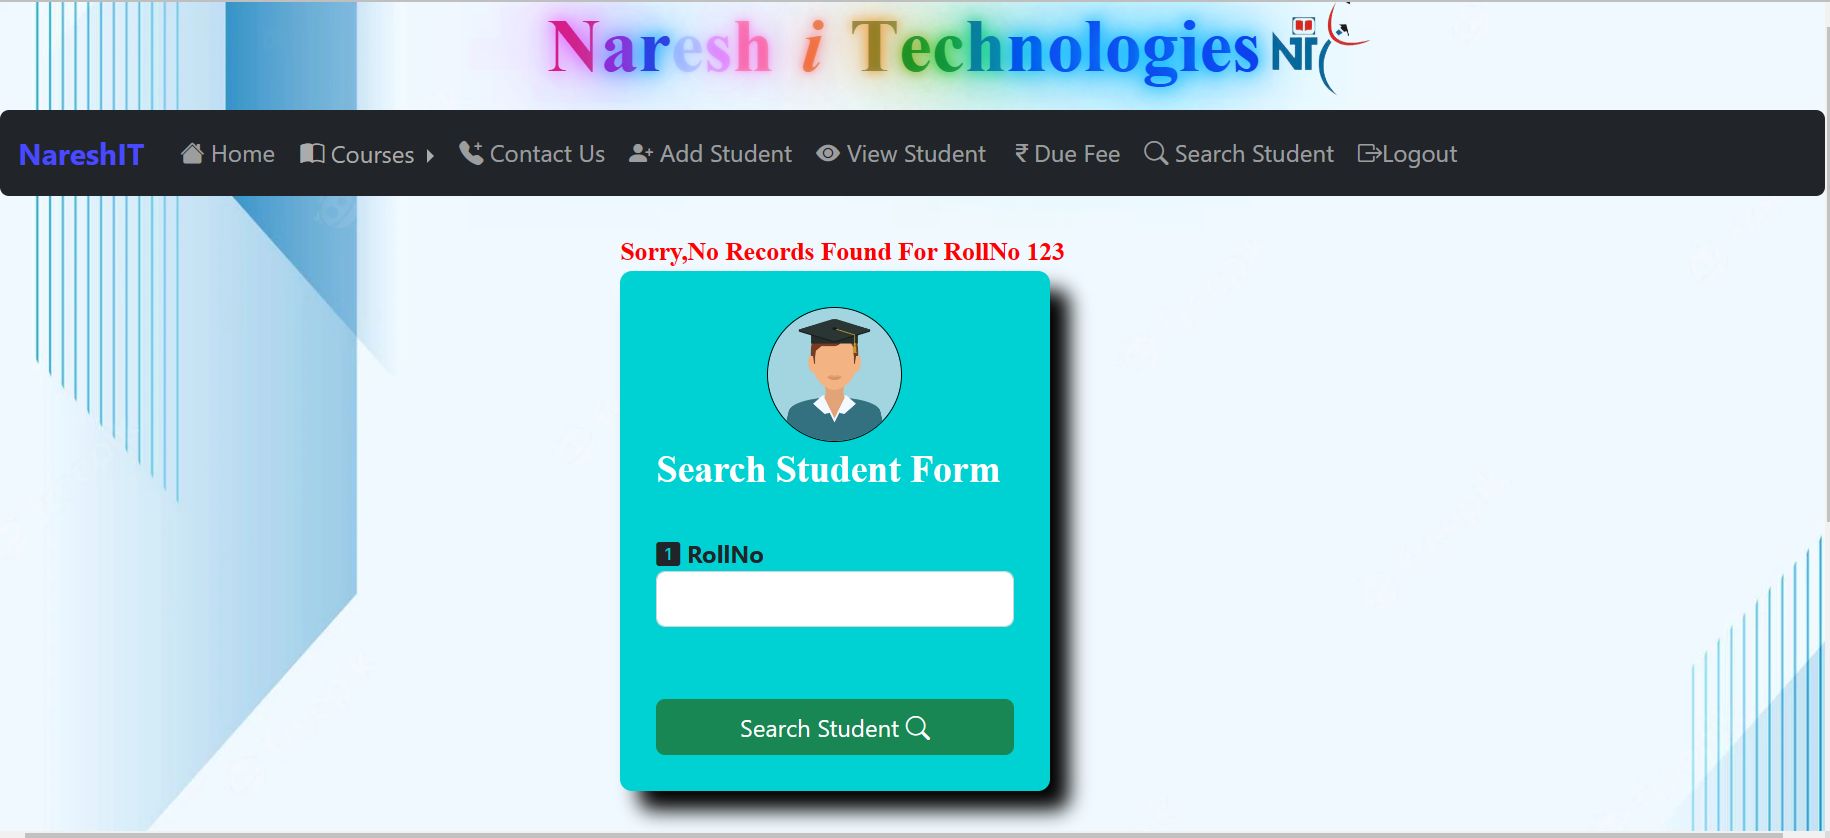 Naresh i Technologies NiT
NareshIT Home Courses Contact Us Add Student View Student ₹ Due Fee Search Student Logout
Sorry,No Records Found For RollNo 123
Search Student Form
1 RollNo
Search Student